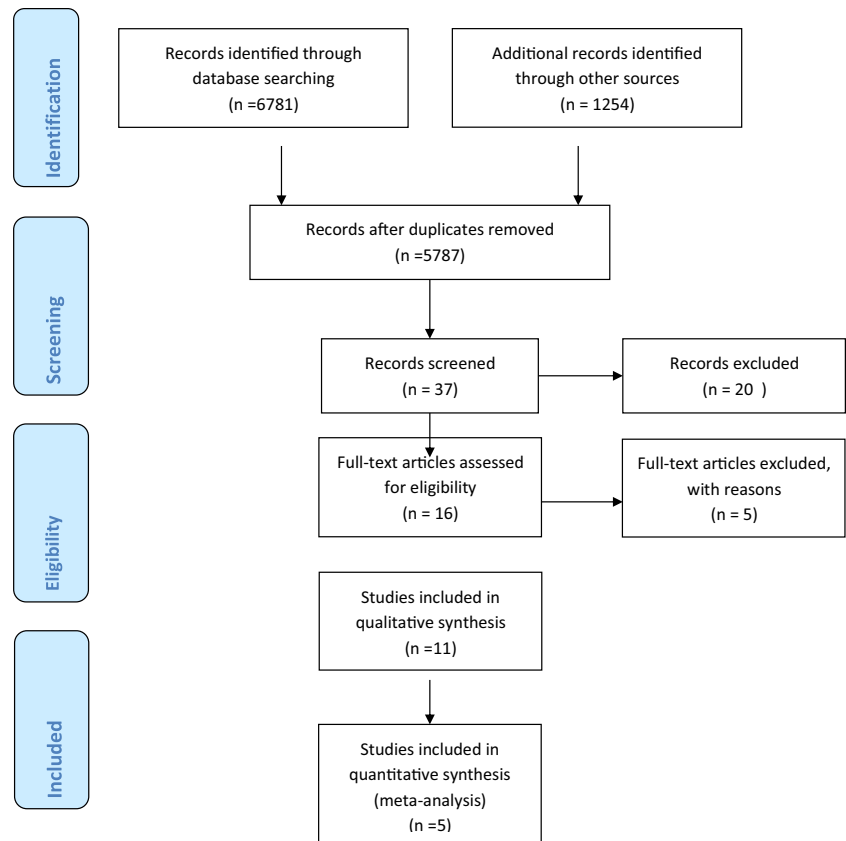 Identification
Records identified through
database searching
(n =6781)
Additional records identified
through other sources
(n = 1254)
Records after duplicates removed
(n =5787)
Screening
Records screened
(n = 37)
Records excluded
(n = 20  )
Eligibility
Full-text articles assessed
for eligibility
(n = 16)
Full-text articles excluded,
with reasons
(n = 5)
Studies included in
qualitative synthesis
(n =11)
Included
Studies included in
quantitative synthesis
(meta-analysis)
(n =5)